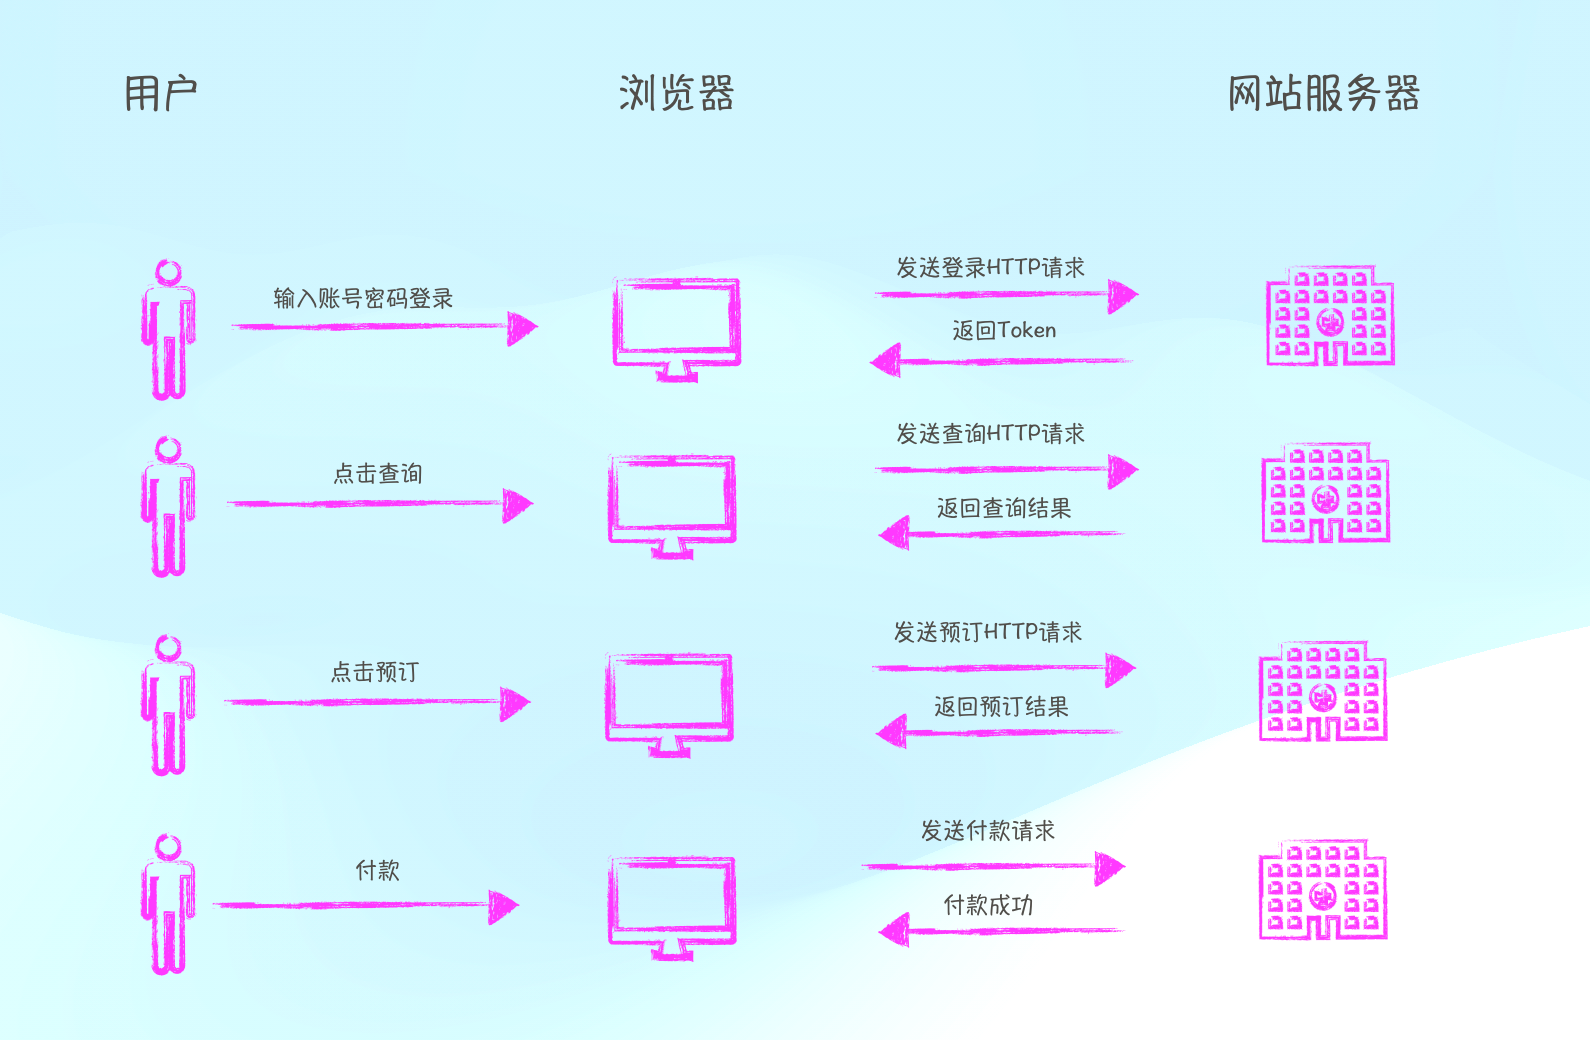 用户
浏览器
网站服务器
输入账号密码登录
发送登录HTTP请求
返回Token
点击查询
发送查询HTTP请求
返回查询结果
点击预订
发送预订HTTP请求
返回预订结果
付款
发送付款请求
付款成功